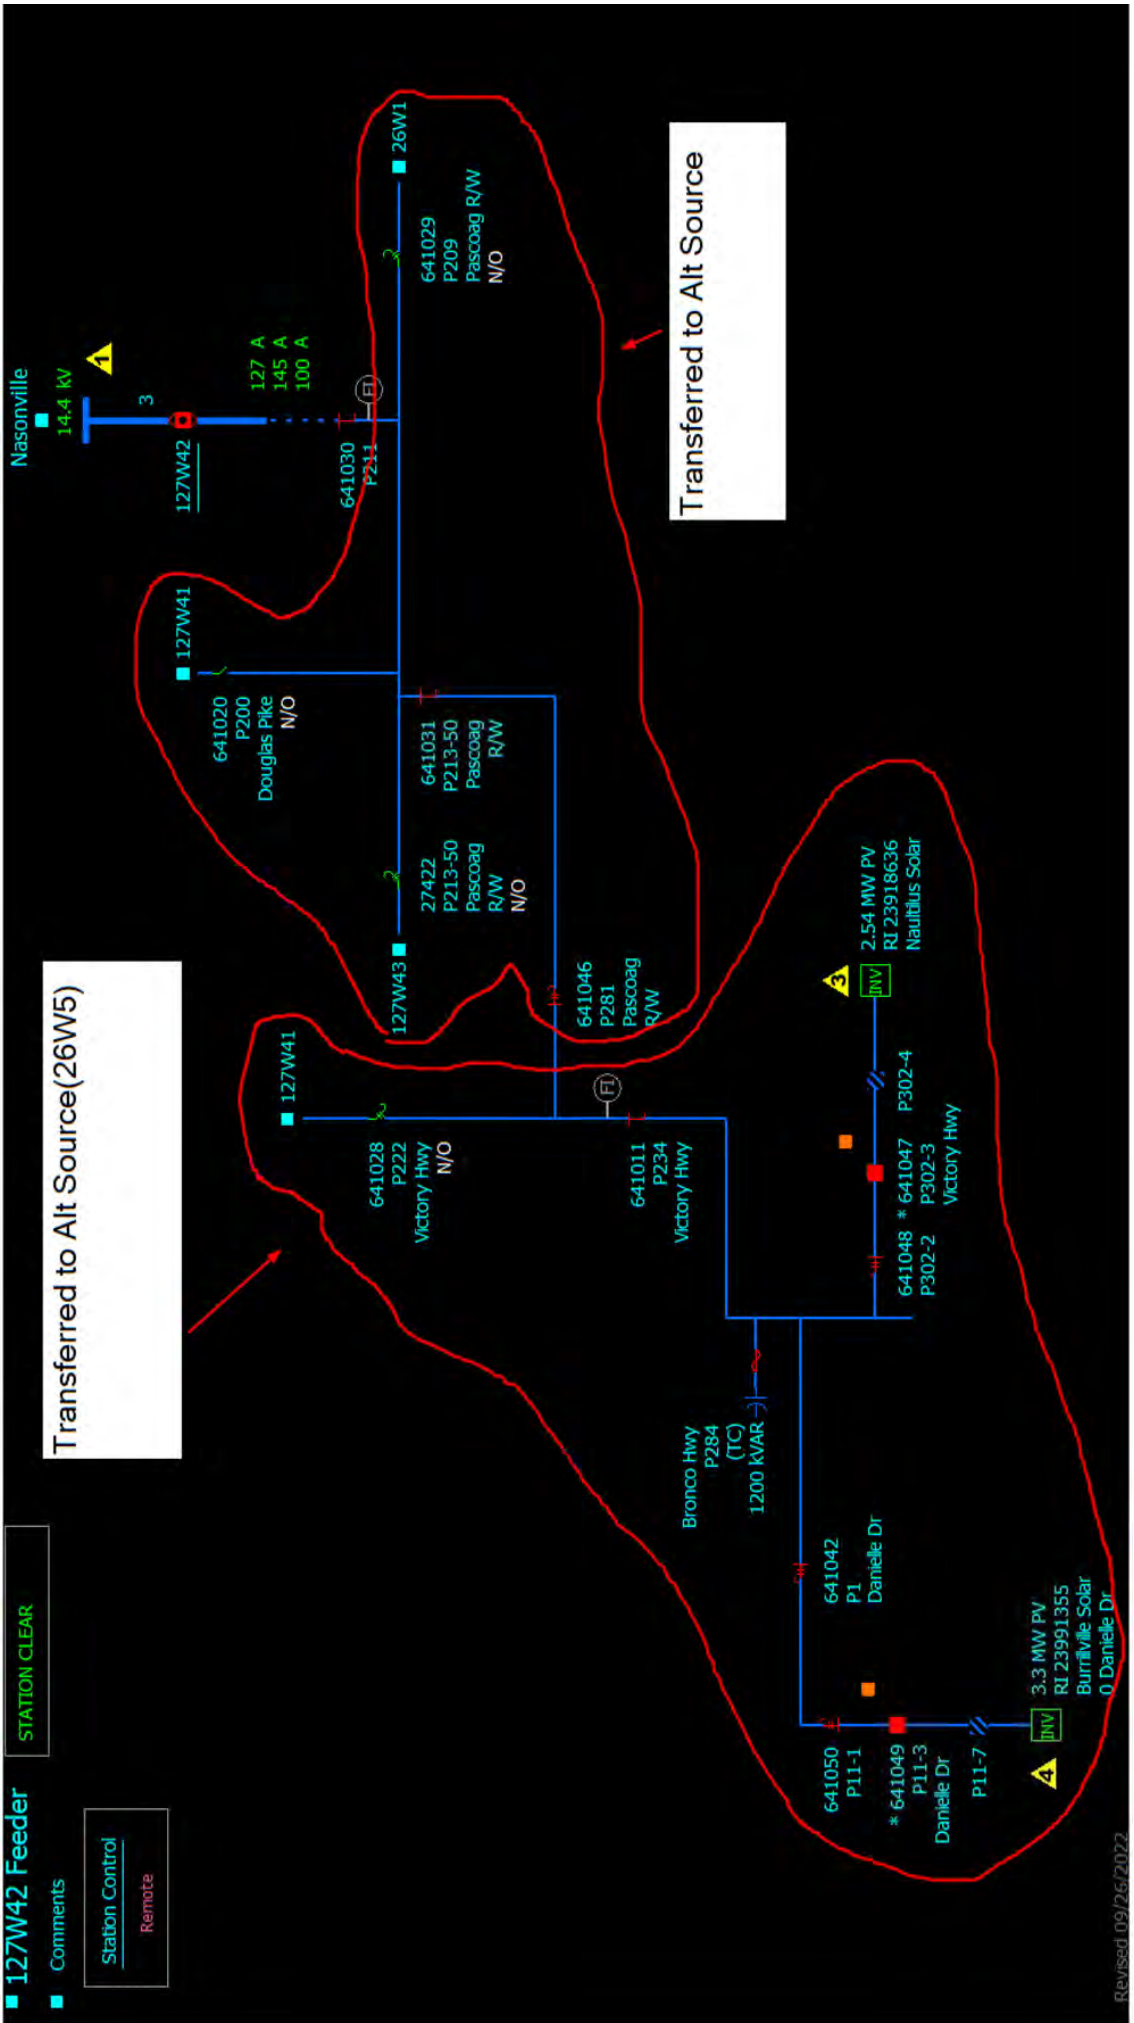 127W42 Feeder
Comments
Station Control
Remote
STATION CLEAR
Transferred to Alt Source(26W5)
Nasonville
14.4 kV
1
3
127W42
127 A
145 A
100 A
641030
P211
FI
26W1
641029
P209
Pascoag R/W
N/O
Transferred to Alt Source
127W41
641020
P200
Douglas Pike
N/O
641031
P213-50
Pascoag
R/W
127W43
27422
P213-50
Pascoag
R/W
N/O
641046
P281
Pascoag
R/W
127W41
641028
P222
Victory Hwy
N/O
FI
641011
P234
Victory Hwy
3
INV
2.54 MW PV
RI 23918636
Naultilus Solar
P302-4
* 641047
P302-3
Victory Hwy
641048
P302-2
Bronco Hwy
P284
(TC)
1200 kVAR
641042
P1
Danielle Dr
641050
P11-1
* 641049
P11-3
Danielle Dr
P11-7
4
INV
3.3 MW PV
RI 23991355
Burrillville Solar
0 Danielle Dr
Revised 09/26/2022